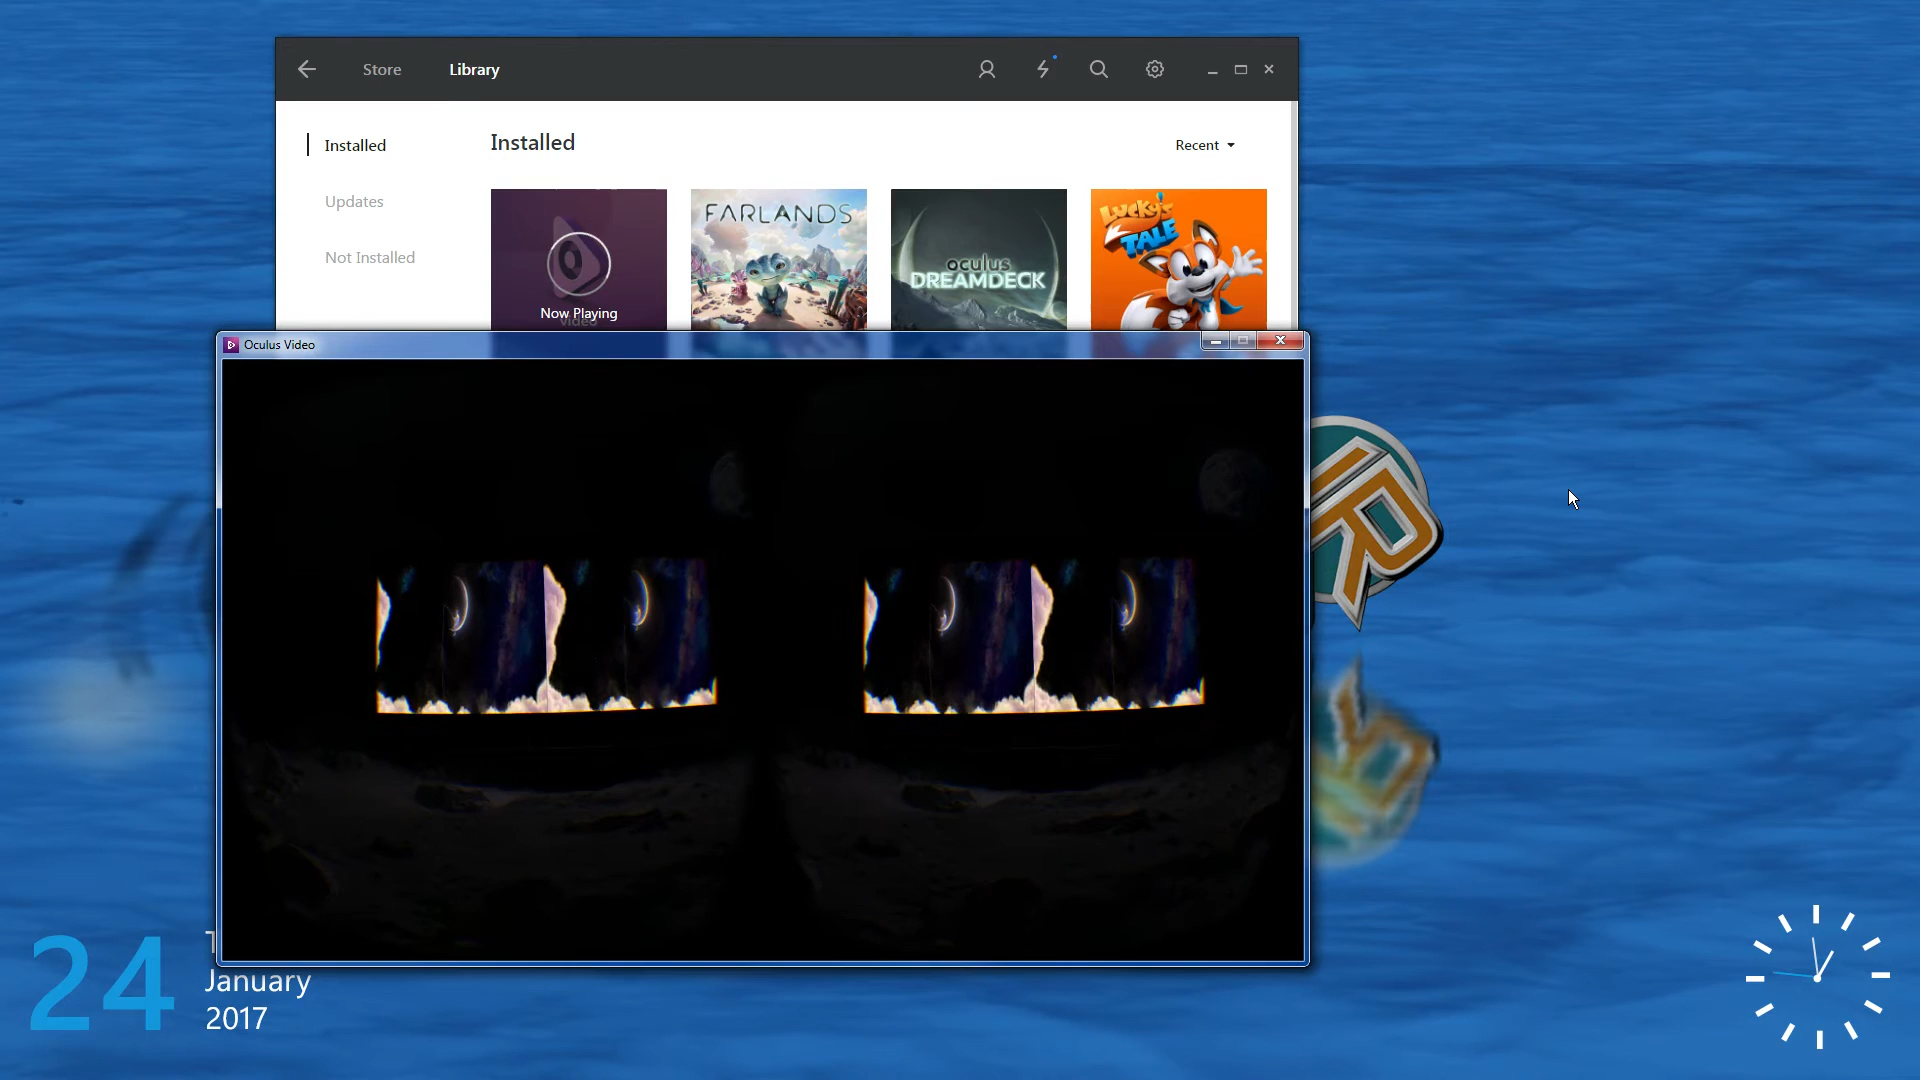 Store
Library
Installed
Updates
Not Installed
Installed
Recent
Now Playing
Video
FARLANDS
oculus
DREAMDECK
Lucky's
TALE
Oculus Video
R
24
T
January
2017